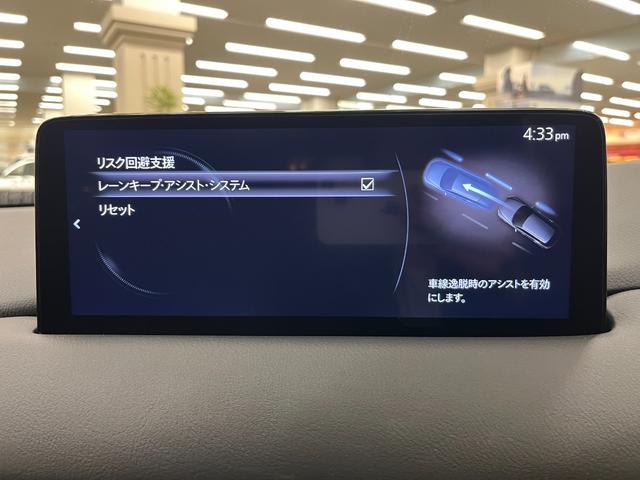 4:33pm
リスク回避支援
レーンキープ・アシスト・システム
リセット
車線逸脱時のアシストを有効
にします。